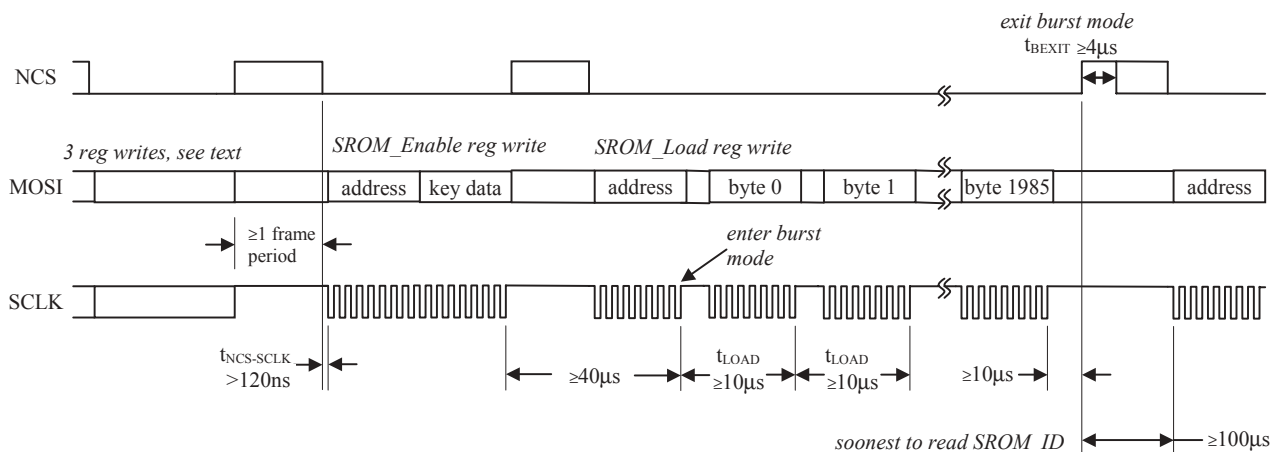 exit burst mode
tBEXIT ≥4μs
NCS
3 reg writes, see text
SROM_Enable reg write
SROM_Load reg write
MOSI
address
key data
address
byte 0
byte 1
byte 1985
address
≥1 frame
period
enter burst
mode
SCLK
tNCS-SCLK
>120ns
≥40μs
tLOAD
≥10μs
tLOAD
≥10μs
≥10μs
soonest to read SROM_ID
≥100μs